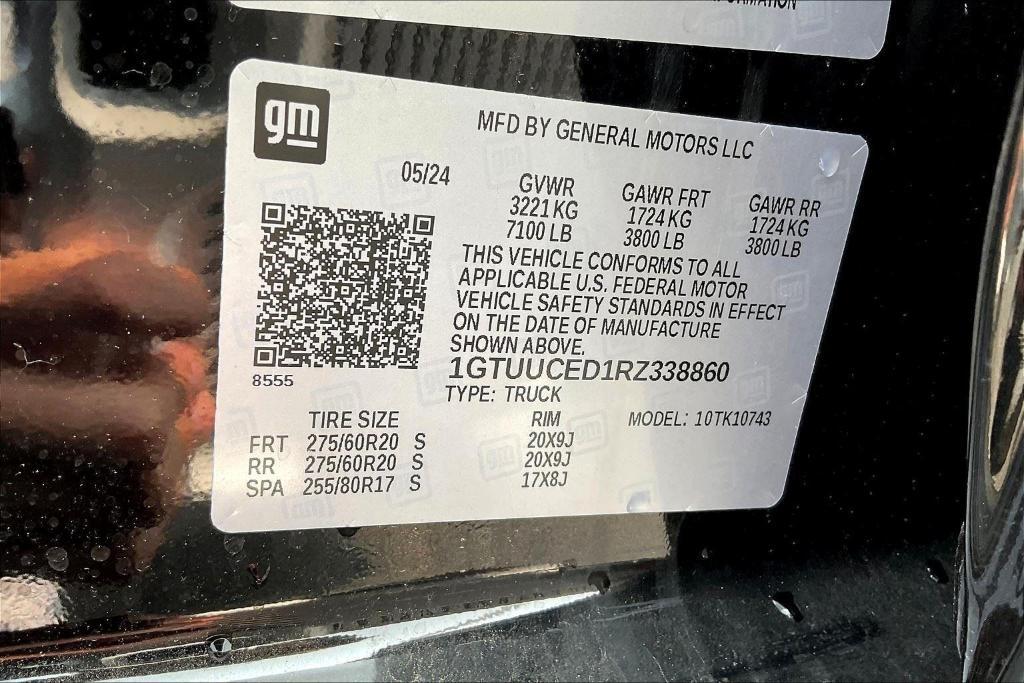 gm
MFD BY GENERAL MOTORS LLC
05/24
GVWR GAWR FRT GAWR RR
3221 KG 1724 KG 1724 KG
7100 LB 3800 LB 3800 LB
THIS VEHICLE CONFORMS TO ALL
APPLICABLE U.S. FEDERAL MOTOR
VEHICLE SAFETY STANDARDS IN EFFECT
ON THE DATE OF MANUFACTURE
SHOWN ABOVE.
8555
1GTUUCED1RZ338860
TYPE: TRUCK
TIRE SIZE RIM MODEL: 10TK10743
FRT 275/60R20 S 20X9J
RR 275/60R20 S 20X9J
SPA 255/80R17 S 17X8J